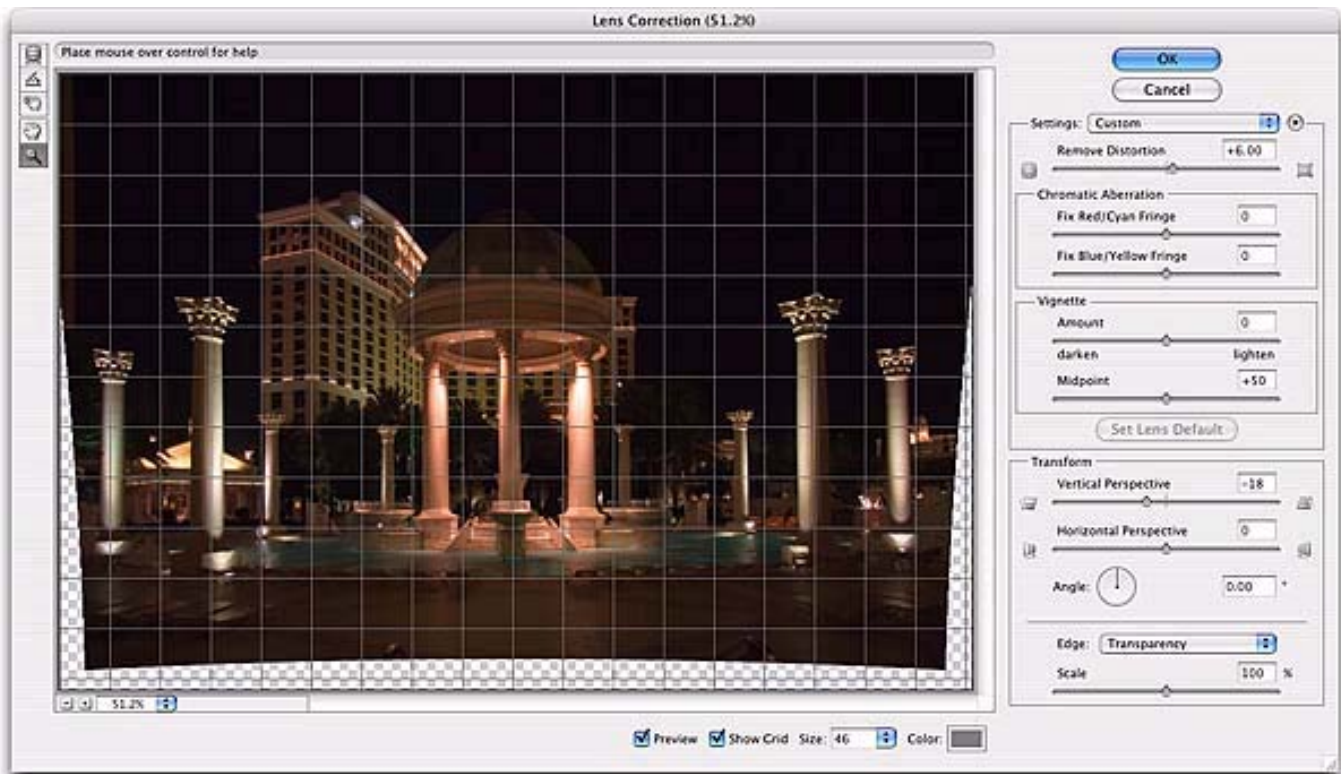 Lens Correction (51.2%)
Place mouse over control for help
OK
Cancel
Settings: Custom
Remove Distortion +6.00
Chromatic Aberration
Fix Red/Cyan Fringe 0
Fix Blue/Yellow Fringe 0
Vignette
Amount 0
darken lighten
Midpoint +50
Set Lens Default
Transform
Vertical Perspective -18
Horizontal Perspective 0
Angle: 0.00 °
Edge: Transparency
Scale 100 %
51.2%
Preview Show Grid Size: 46 Color: